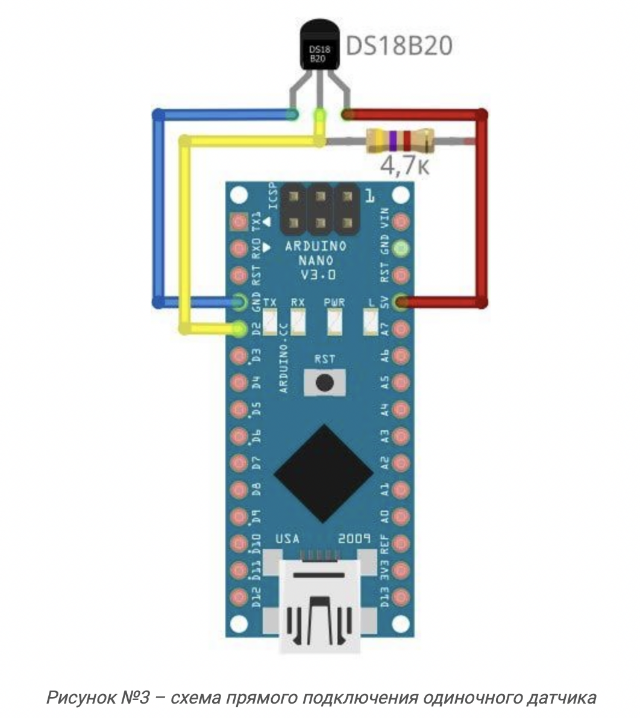 DS18
B20
DS18B20
4,7к
ICSP
1
ARDUINO
NANO
V3.0
TX1
RX0
RST
GND
D2
D3
D4
D5
D6
D7
D8
D9
D10
D11
D12
VIN
GND
RST
5V
A7
A6
A5
A4
A3
A2
A1
A0
REF
3V3
D13
TX RX PWR L
ARDUINO.CC
RST
USA 2009
Рисунок №3 – схема прямого подключения одиночного датчика